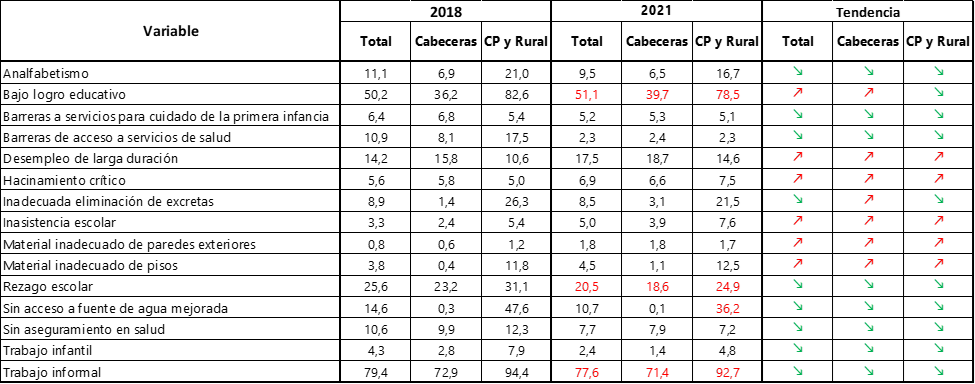 Variable 2018 2021 Tendencia
Total Cabeceras CP y Rural Total Cabeceras CP y Rural Total Cabeceras CP y Rural
Analfabetismo 11,1 6,9 21,0 9,5 6,5 16,7 ↘ ↘ ↘
Bajo logro educativo 50,2 36,2 82,6 51,1 39,7 78,5 ↗ ↗ ↘
Barreras a servicios para cuidado de la primera infancia 6,4 6,8 5,4 5,2 5,3 5,1 ↘ ↘ ↘
Barreras de acceso a servicios de salud 10,9 8,1 17,5 2,3 2,4 2,3 ↘ ↘ ↘
Desempleo de larga duración 14,2 15,8 10,6 17,5 18,7 14,6 ↗ ↗ ↗
Hacinamiento crítico 5,6 5,8 5,0 6,9 6,6 7,5 ↗ ↗ ↗
Inadecuada eliminación de excretas 8,9 1,4 26,3 8,5 3,1 21,5 ↘ ↗ ↘
Inasistencia escolar 3,3 2,4 5,4 5,0 3,9 7,6 ↗ ↗ ↗
Material inadecuado de paredes exteriores 0,8 0,6 1,2 1,8 1,8 1,7 ↗ ↗ ↗
Material inadecuado de pisos 3,8 0,4 11,8 4,5 1,1 12,5 ↗ ↗ ↗
Rezago escolar 25,6 23,2 31,1 20,5 18,6 24,9 ↘ ↘ ↘
Sin acceso a fuente de agua mejorada 14,6 0,3 47,6 10,7 0,1 36,2 ↘ ↘ ↘
Sin aseguramiento en salud 10,6 9,9 12,3 7,7 7,9 7,2 ↘ ↘ ↘
Trabajo infantil 4,3 2,8 7,9 2,4 1,4 4,8 ↘ ↘ ↘
Trabajo informal 79,4 72,9 94,4 77,6 71,4 92,7 ↘ ↘ ↘